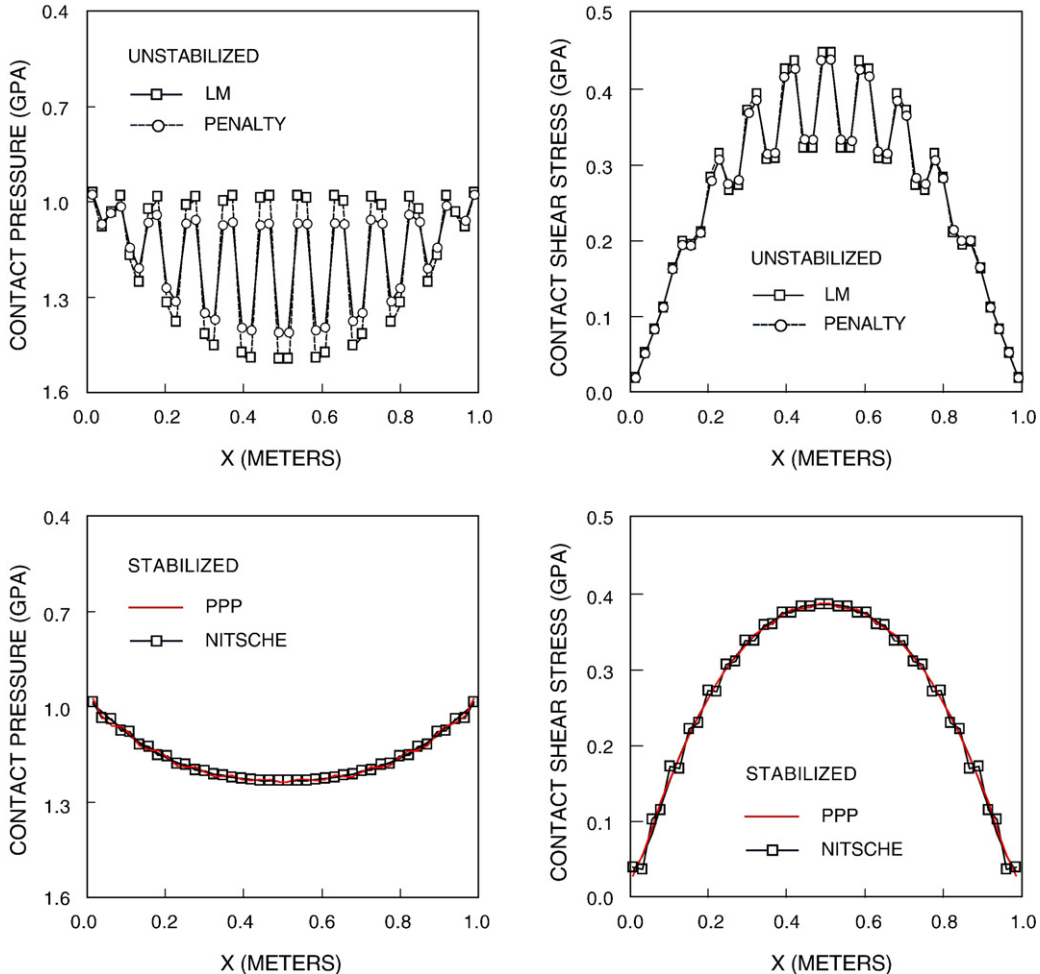 0.4
0.7
1.0
1.3
1.6
CONTACT PRESSURE (GPA)
UNSTABILIZED
LM
PENALTY
0.0 0.2 0.4 0.6 0.8 1.0
X (METERS)
0.5
0.4
0.3
0.2
0.1
0.0
CONTACT SHEAR STRESS (GPA)
UNSTABILIZED
LM
PENALTY
0.0 0.2 0.4 0.6 0.8 1.0
X (METERS)
0.4
0.7
1.0
1.3
1.6
CONTACT PRESSURE (GPA)
STABILIZED
PPP
NITSCHE
0.0 0.2 0.4 0.6 0.8 1.0
X (METERS)
0.5
0.4
0.3
0.2
0.1
0.0
CONTACT SHEAR STRESS (GPA)
STABILIZED
PPP
NITSCHE
0.0 0.2 0.4 0.6 0.8 1.0
X (METERS)